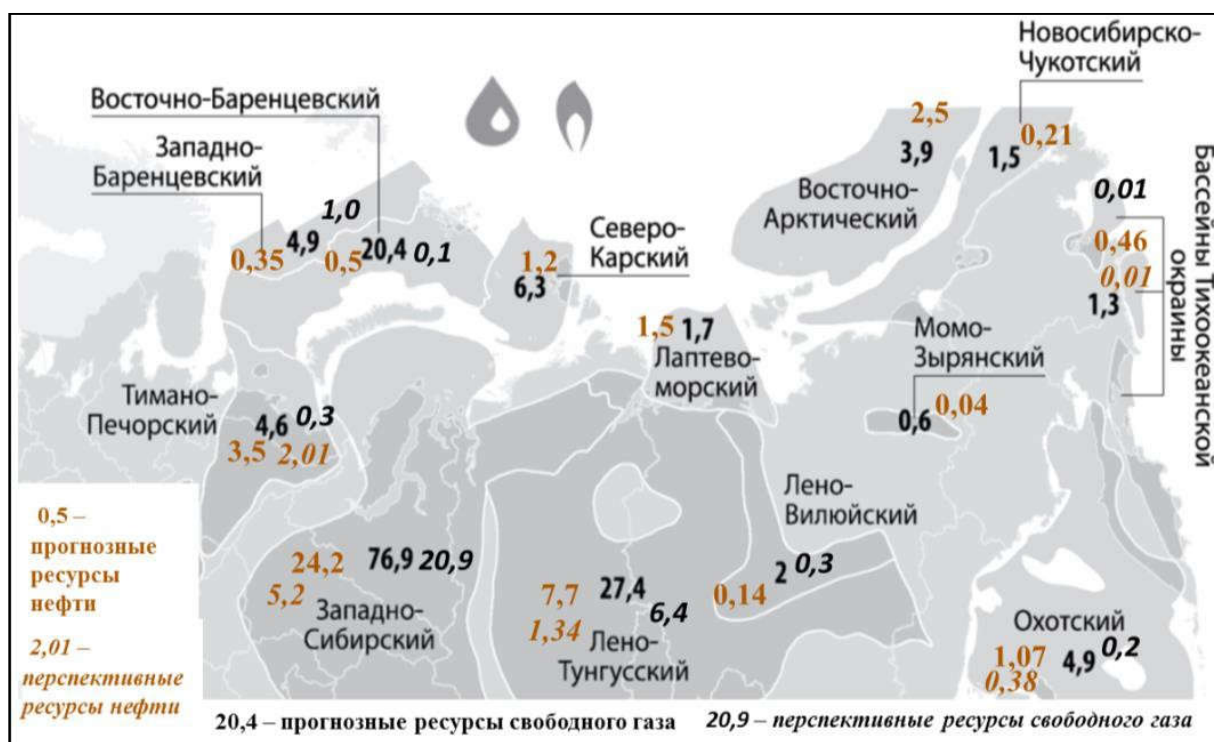 Новосибирско-
Чукотский
Восточно-Баренцевский
2,5
0,21
Западно-
Баренцевский
3,9
1,5
Восточно-
Арктический
0,01
1,0
4,9
0,35
0,5
20,4
0,1
Северо-
Карский
1,2
6,3
0,46
0,01
1,3
Бассейны Тихоокеанской
окраины
1,5
1,7
Лаптево-
морский
Момо-
Зырянский
0,6
0,04
Тимано-
Печорский
4,6
0,3
3,5
2,01
Лено-
Вилюйский
2
0,3
0,14
24,2
76,9
20,9
5,2
Западно-
Сибирский
7,7
27,4
6,4
1,34
Лено-
Тунгусский
Охотский
1,07
4,9
0,2
0,38
0,5 –
прогнозные
ресурсы
нефти
2,01 –
перспективные
ресурсы нефти
20,4 – прогнозные ресурсы свободного газа
20,9 – перспективные ресурсы свободного газа